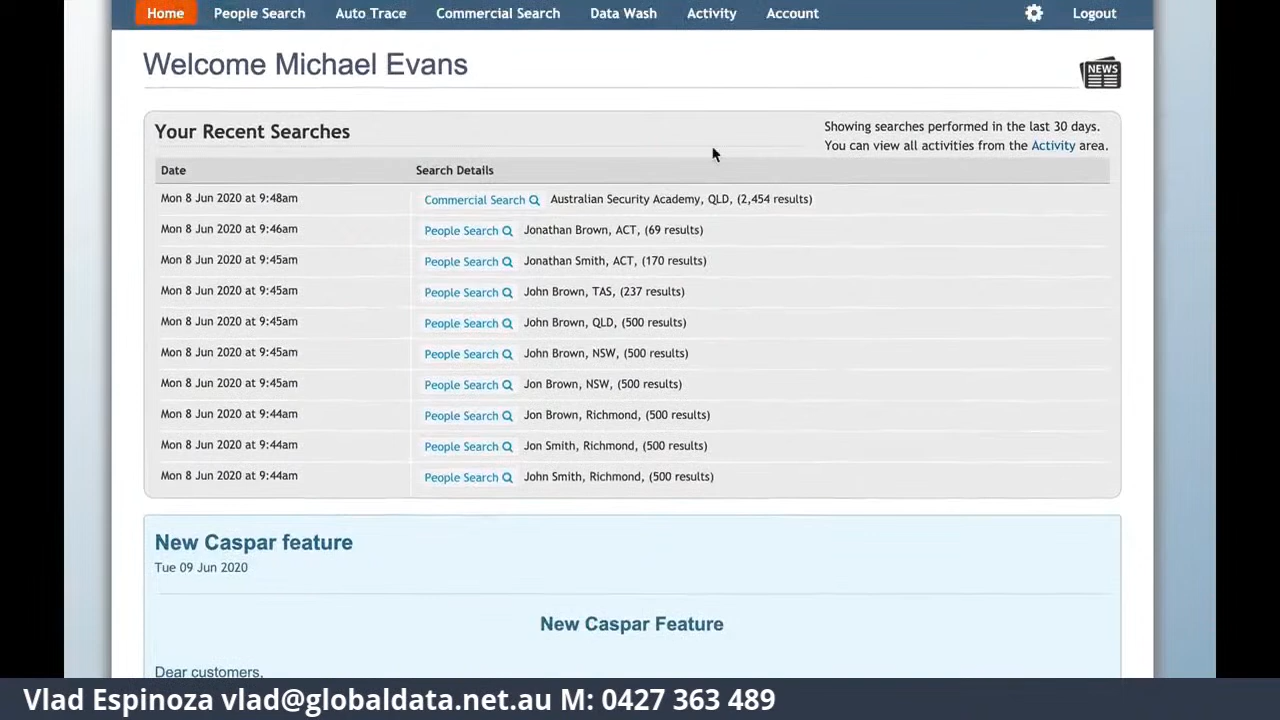 Home People Search Auto Trace Commercial Search Data Wash Activity Account Logout
Welcome Michael Evans
NEWS
Your Recent Searches
Showing searches performed in the last 30 days.
You can view all activities from the Activity area.
Date Search Details
Mon 8 Jun 2020 at 9:48am Commercial Search Australian Security Academy, QLD, (2,454 results)
Mon 8 Jun 2020 at 9:46am People Search Jonathan Brown, ACT, (69 results)
Mon 8 Jun 2020 at 9:45am People Search Jonathan Smith, ACT, (170 results)
Mon 8 Jun 2020 at 9:45am People Search John Brown, TAS, (237 results)
Mon 8 Jun 2020 at 9:45am People Search John Brown, QLD, (500 results)
Mon 8 Jun 2020 at 9:45am People Search John Brown, NSW, (500 results)
Mon 8 Jun 2020 at 9:45am People Search Jon Brown, NSW, (500 results)
Mon 8 Jun 2020 at 9:44am People Search Jon Brown, Richmond, (500 results)
Mon 8 Jun 2020 at 9:44am People Search Jon Smith, Richmond, (500 results)
Mon 8 Jun 2020 at 9:44am People Search John Smith, Richmond, (500 results)
New Caspar feature
Tue 09 Jun 2020
New Caspar Feature
Dear customers,
Vlad Espinoza vlad@globaldata.net.au M: 0427 363 489